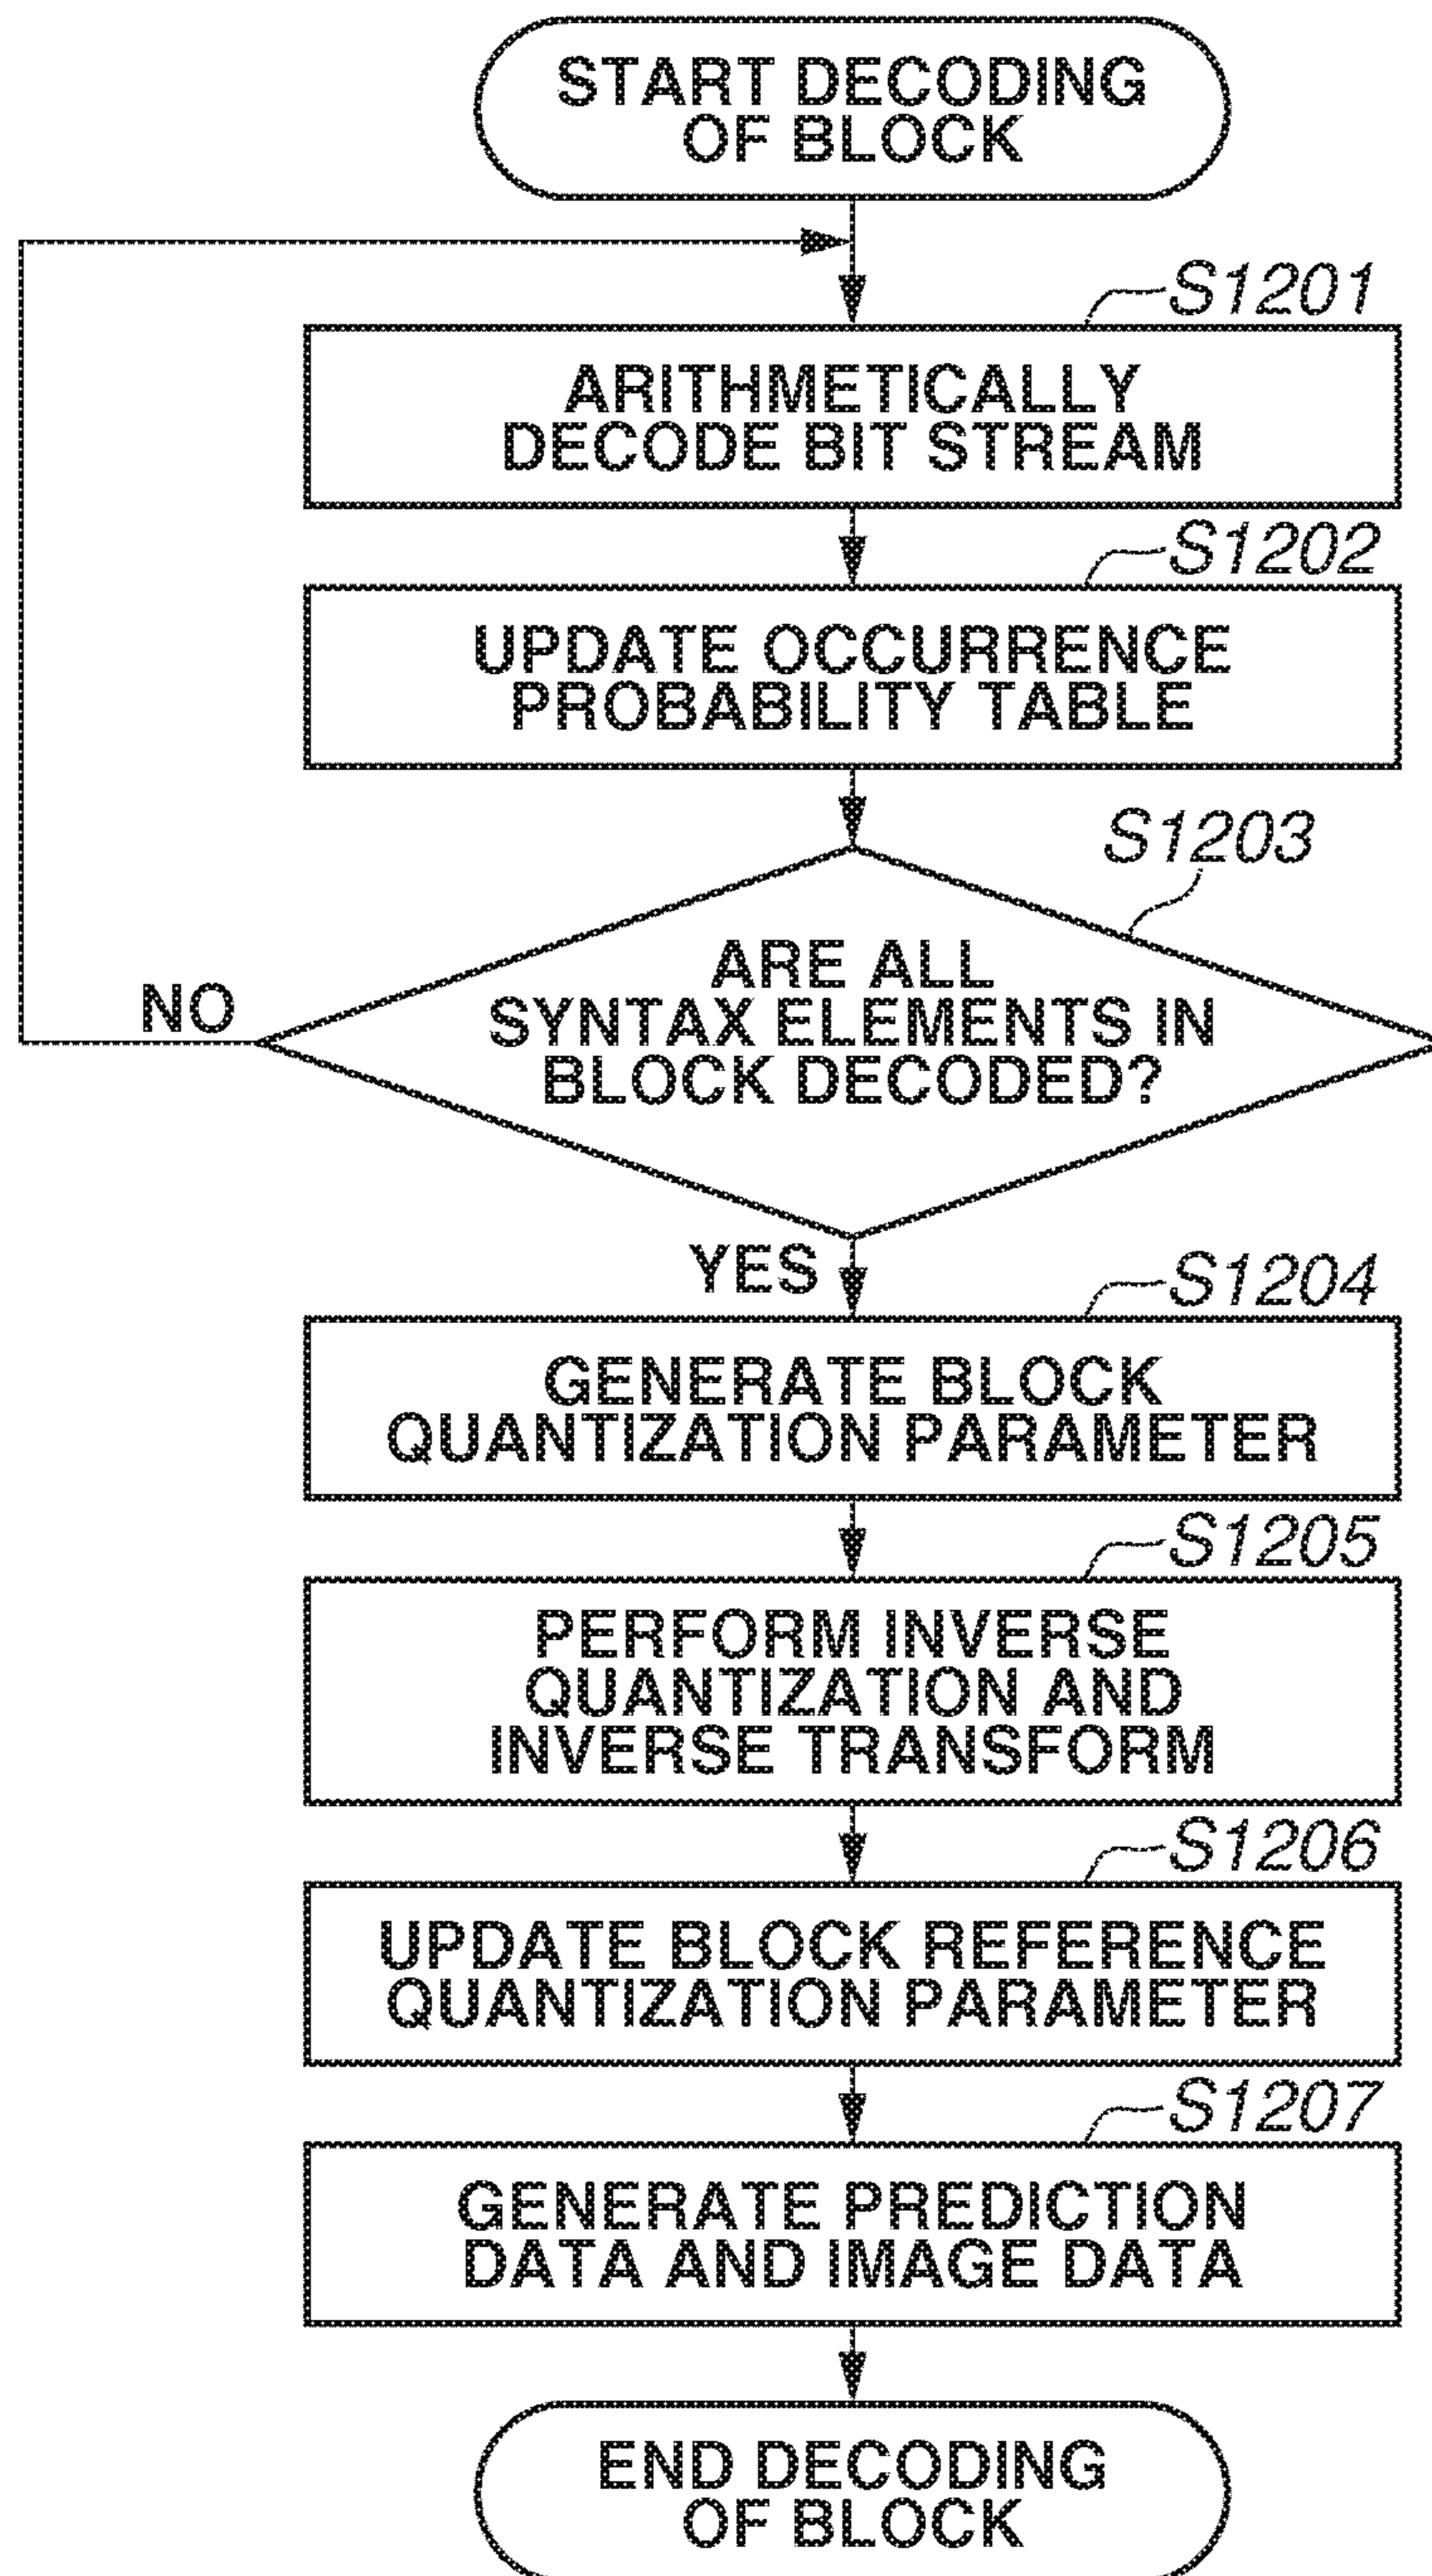 START DECODING
OF BLOCK
S1201
ARITHMETICALLY
DECODE BIT STREAM
S1202
UPDATE OCCURRENCE
PROBABILITY TABLE
S1203
ARE ALL
SYNTAX ELEMENTS IN
BLOCK DECODED?
NO
YES
S1204
GENERATE BLOCK
QUANTIZATION PARAMETER
S1205
PERFORM INVERSE
QUANTIZATION AND
INVERSE TRANSFORM
S1206
UPDATE BLOCK REFERENCE
QUANTIZATION PARAMETER
S1207
GENERATE PREDICTION
DATA AND IMAGE DATA
END DECODING
OF BLOCK